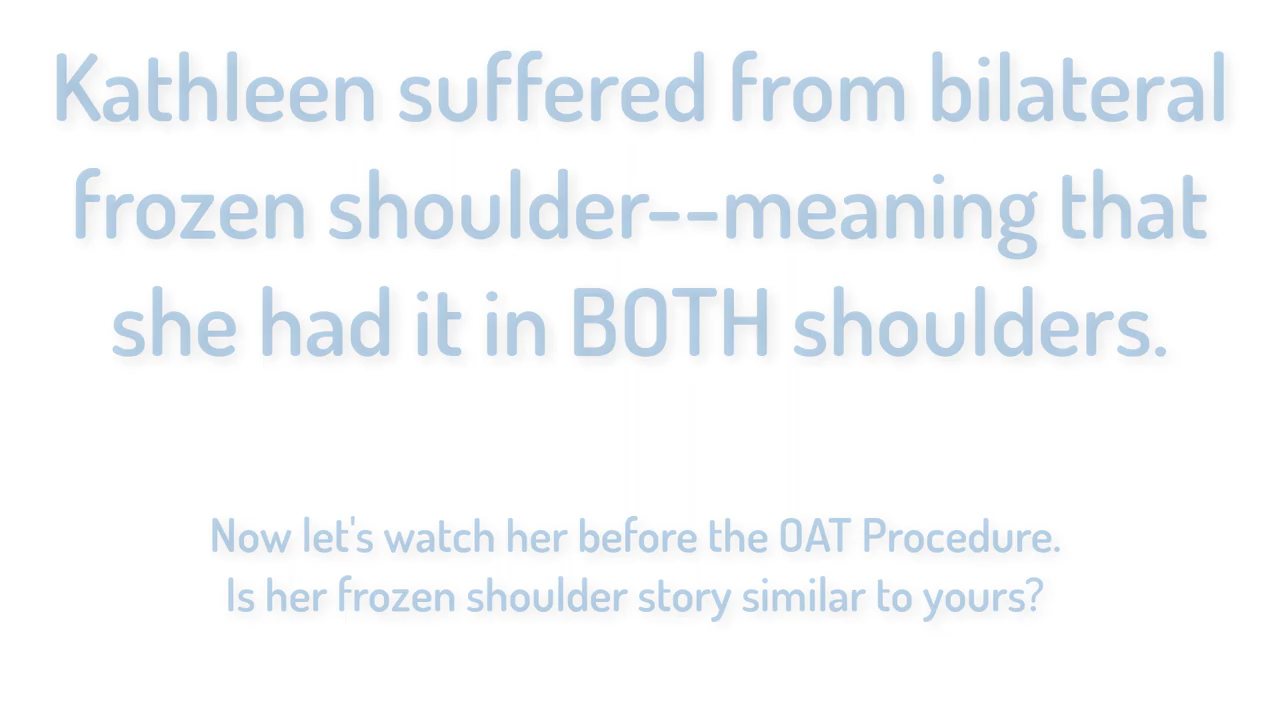 Kathleen suffered from bilateral
frozen shoulder--meaning that
she had it in BOTH shoulders.
Now let's watch her before the OAT Procedure.
Is her frozen shoulder story similar to yours?